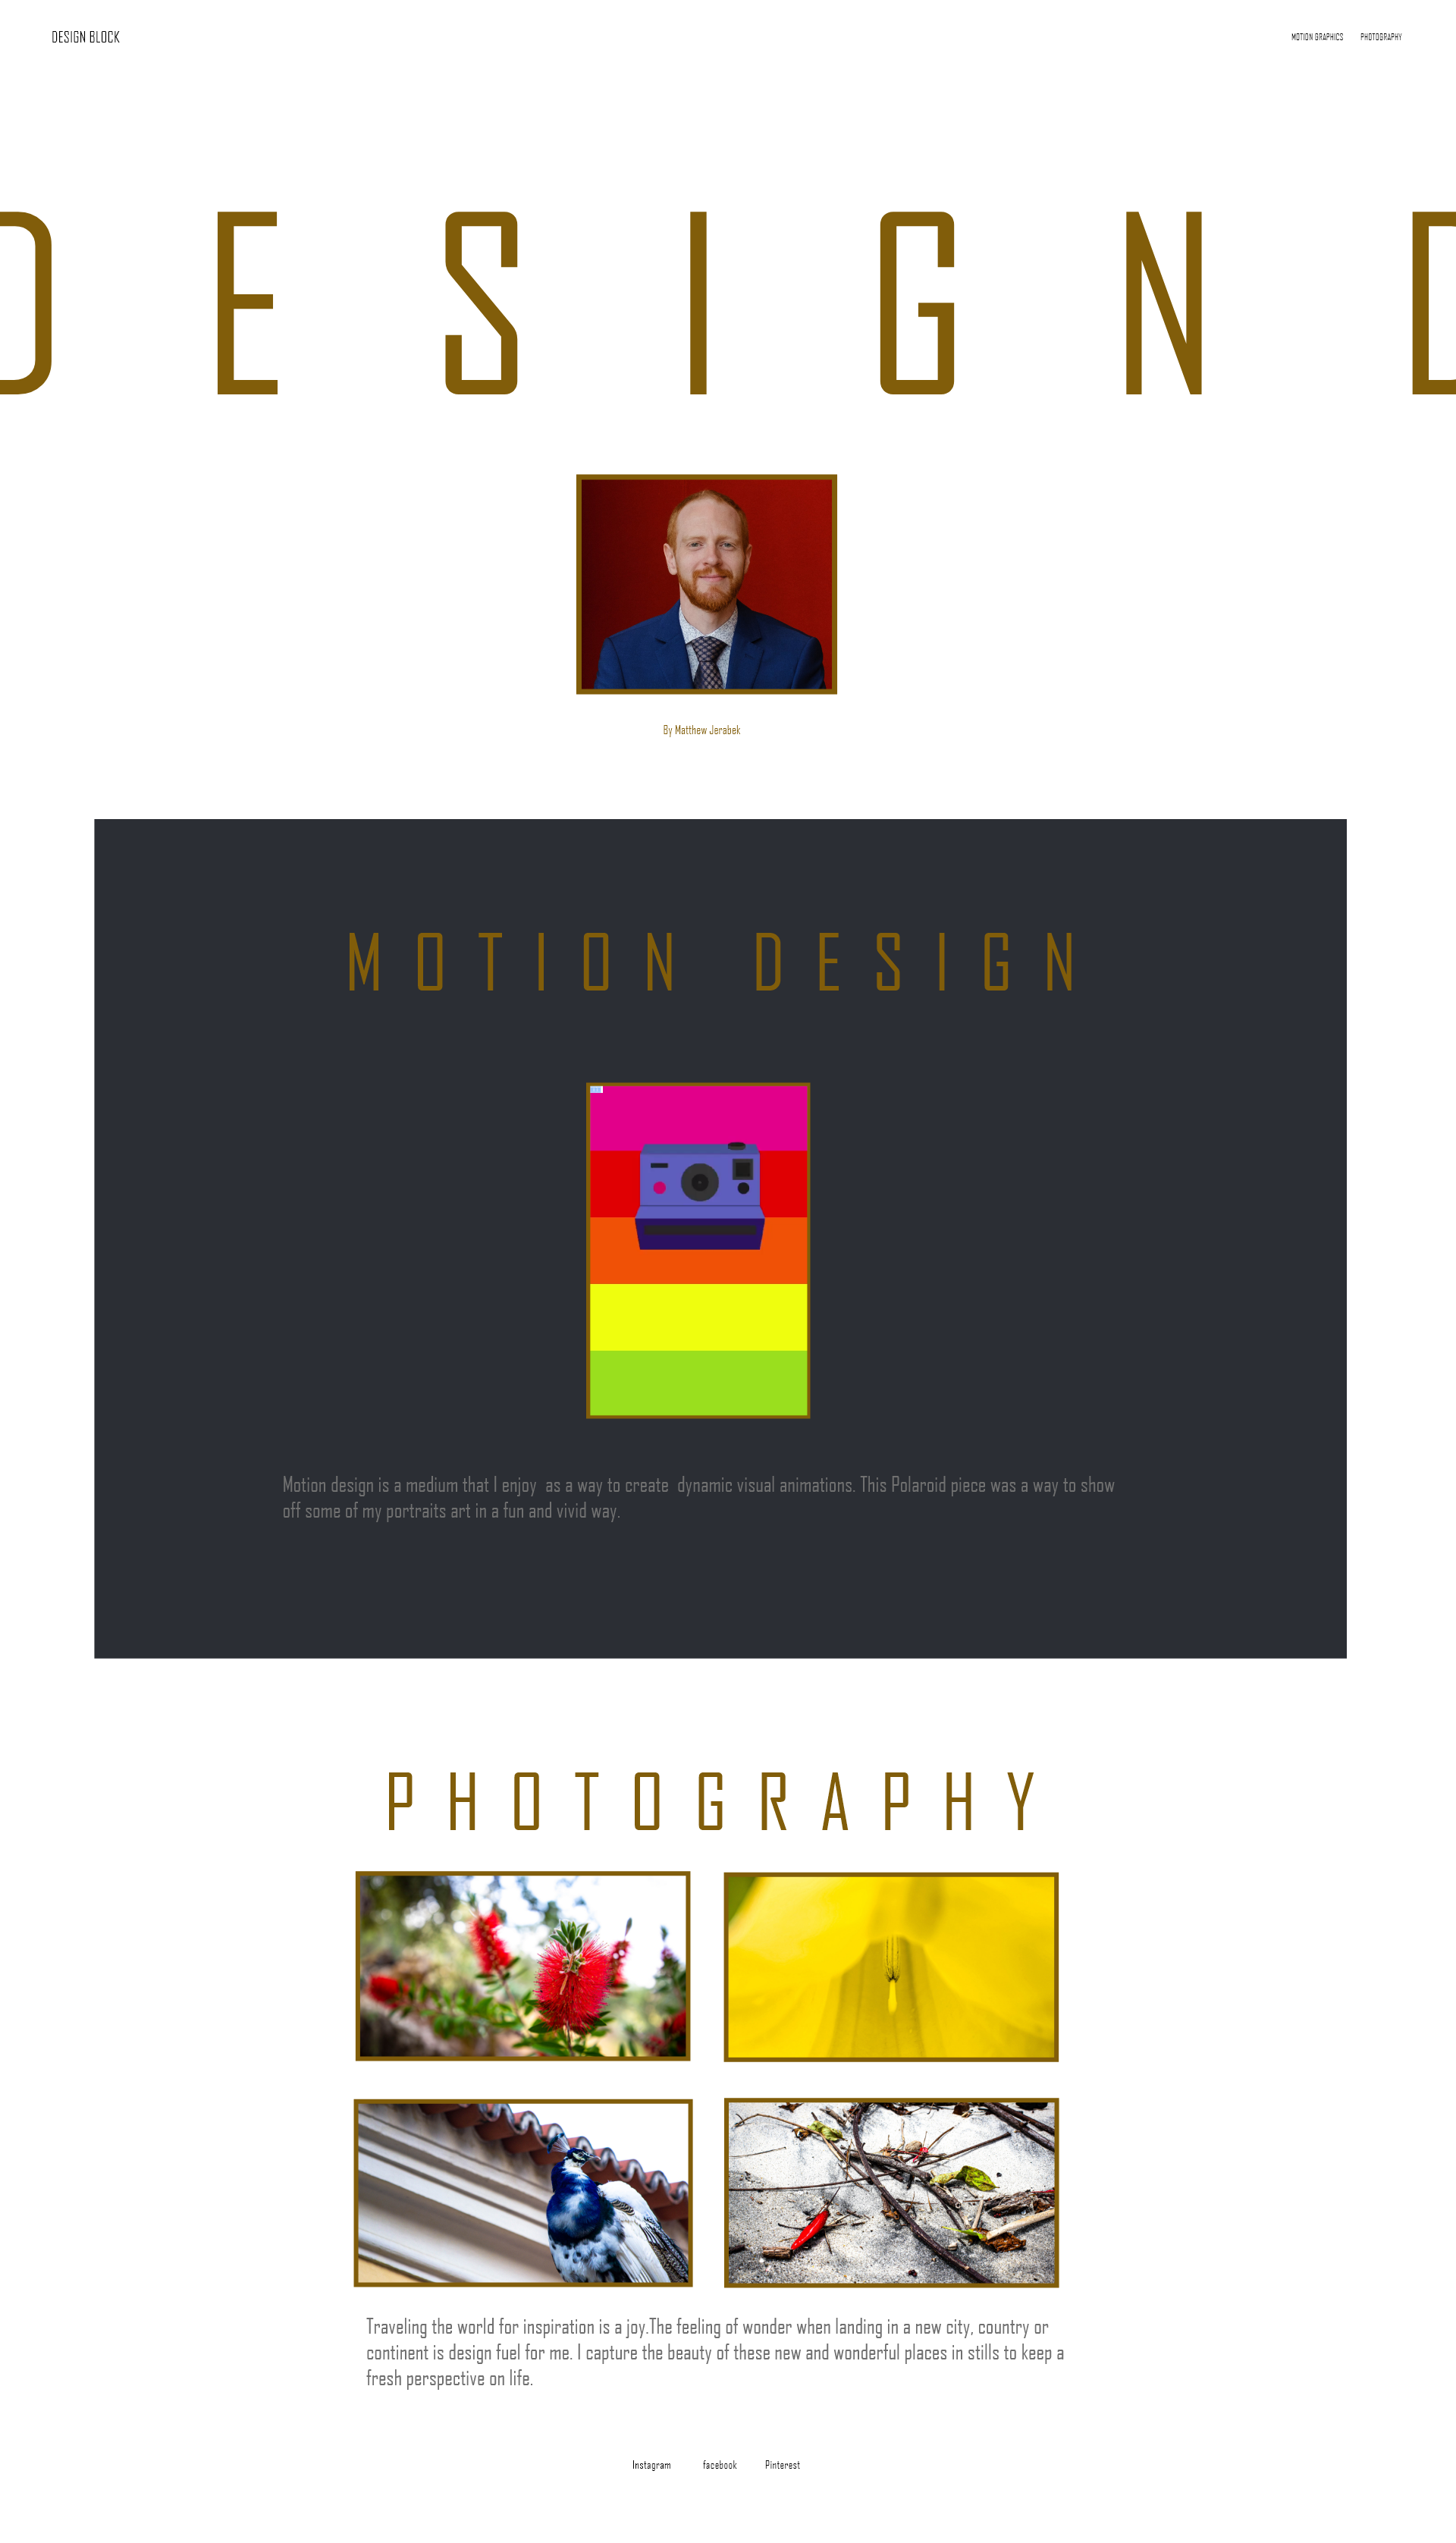 DESIGN BLOCK
MOTION GRAPHICS PHOTOGRAPHY
DESIGN D
By Matthew Jerabek
MOTION DESIGN
Motion design is a medium that I enjoy  as a way to create  dynamic visual animations. This Polaroid piece was a way to show
off some of my portraits art in a fun and vivid way.
PHOTOGRAPHY
Traveling the world for inspiration is a joy.The feeling of wonder when landing in a new city, country or
continent is design fuel for me. I capture the beauty of these new and wonderful places in stills to keep a
fresh perspective on life.
Instagram facebook Pinterest